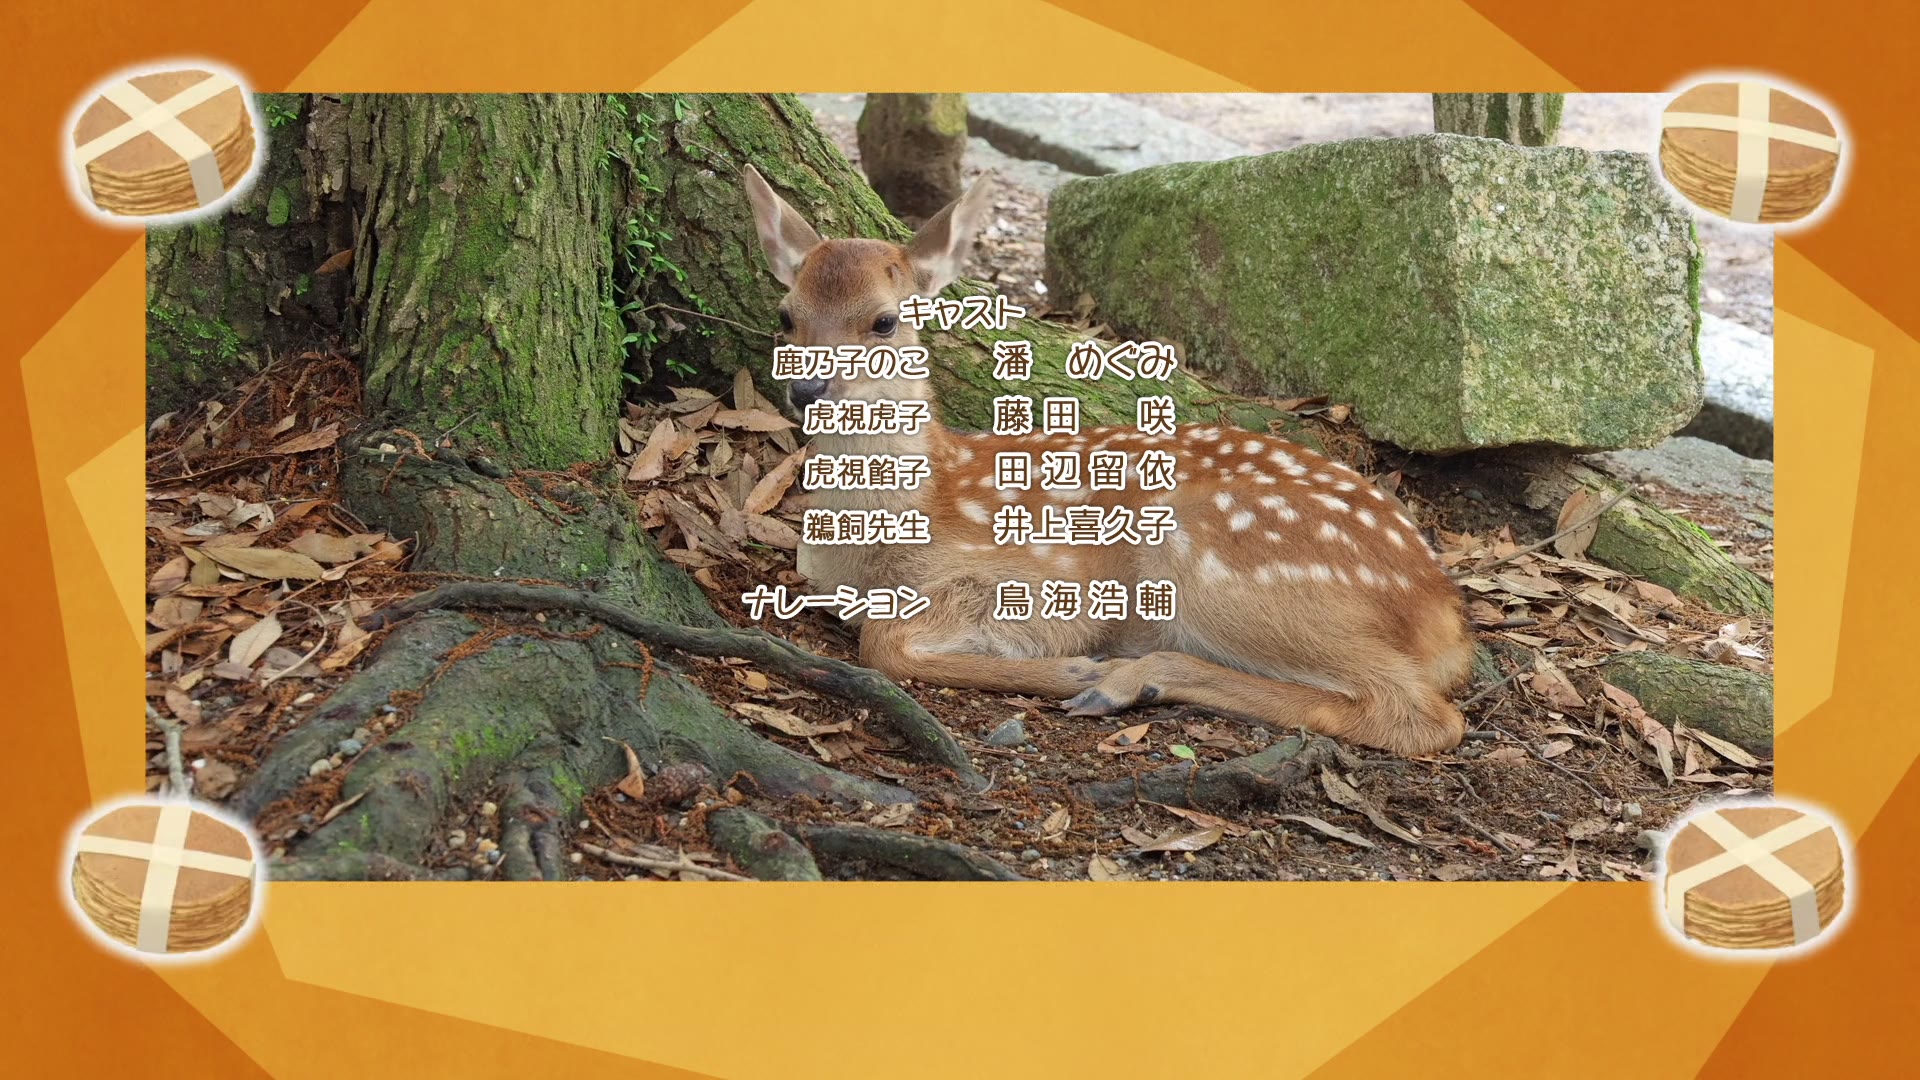 キャスト
鹿乃子のこ 潘 めぐみ
虎視虎子 藤田 咲
虎視餡子 田辺留依
鵜飼先生 井上喜久子
ナレーション 鳥海浩輔